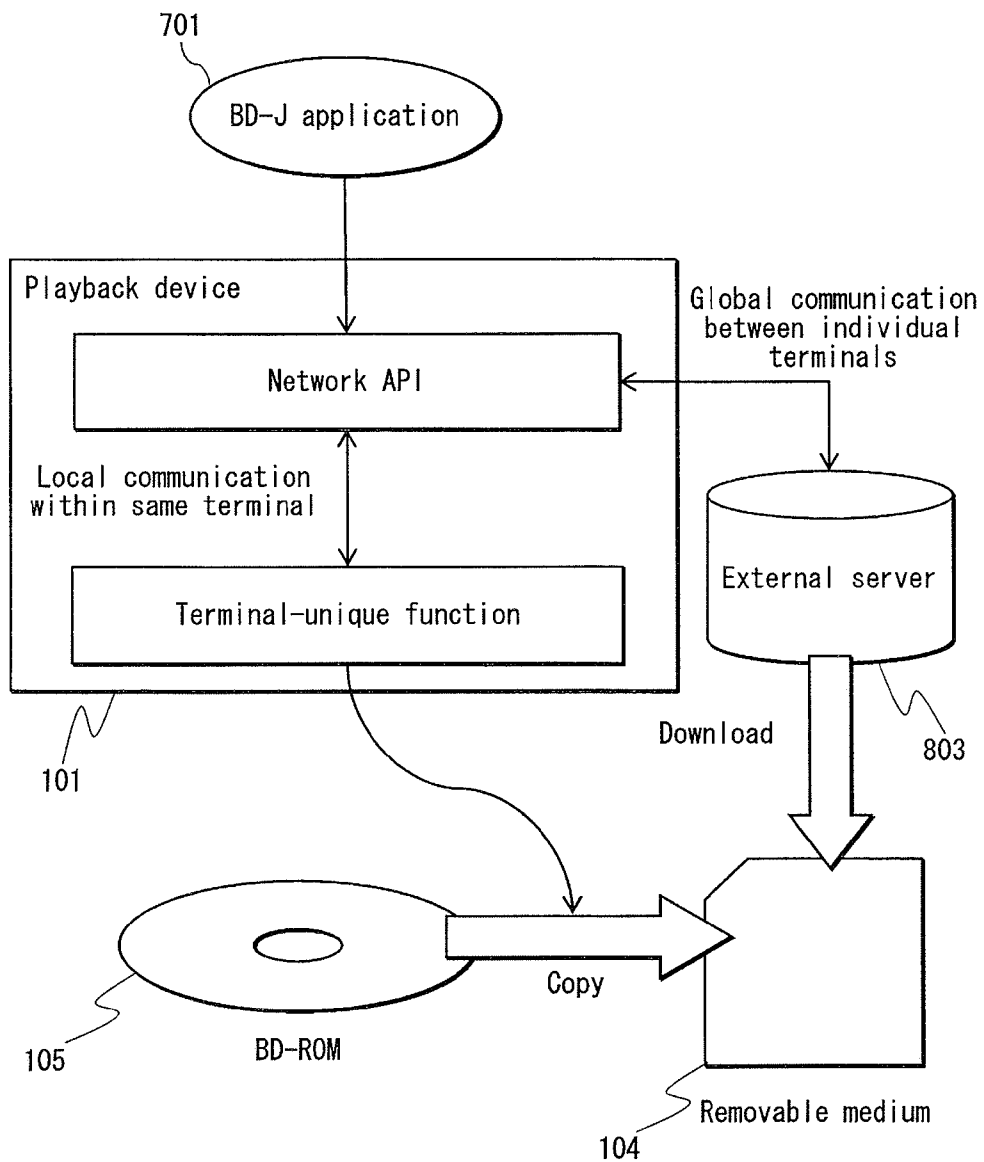 701
BD-J application
Playback device
Network API
Global communication
between individual
terminals
Local communication
within same terminal
External server
Terminal-unique function
101
Download
803
Copy
105
BD-ROM
Removable medium
104